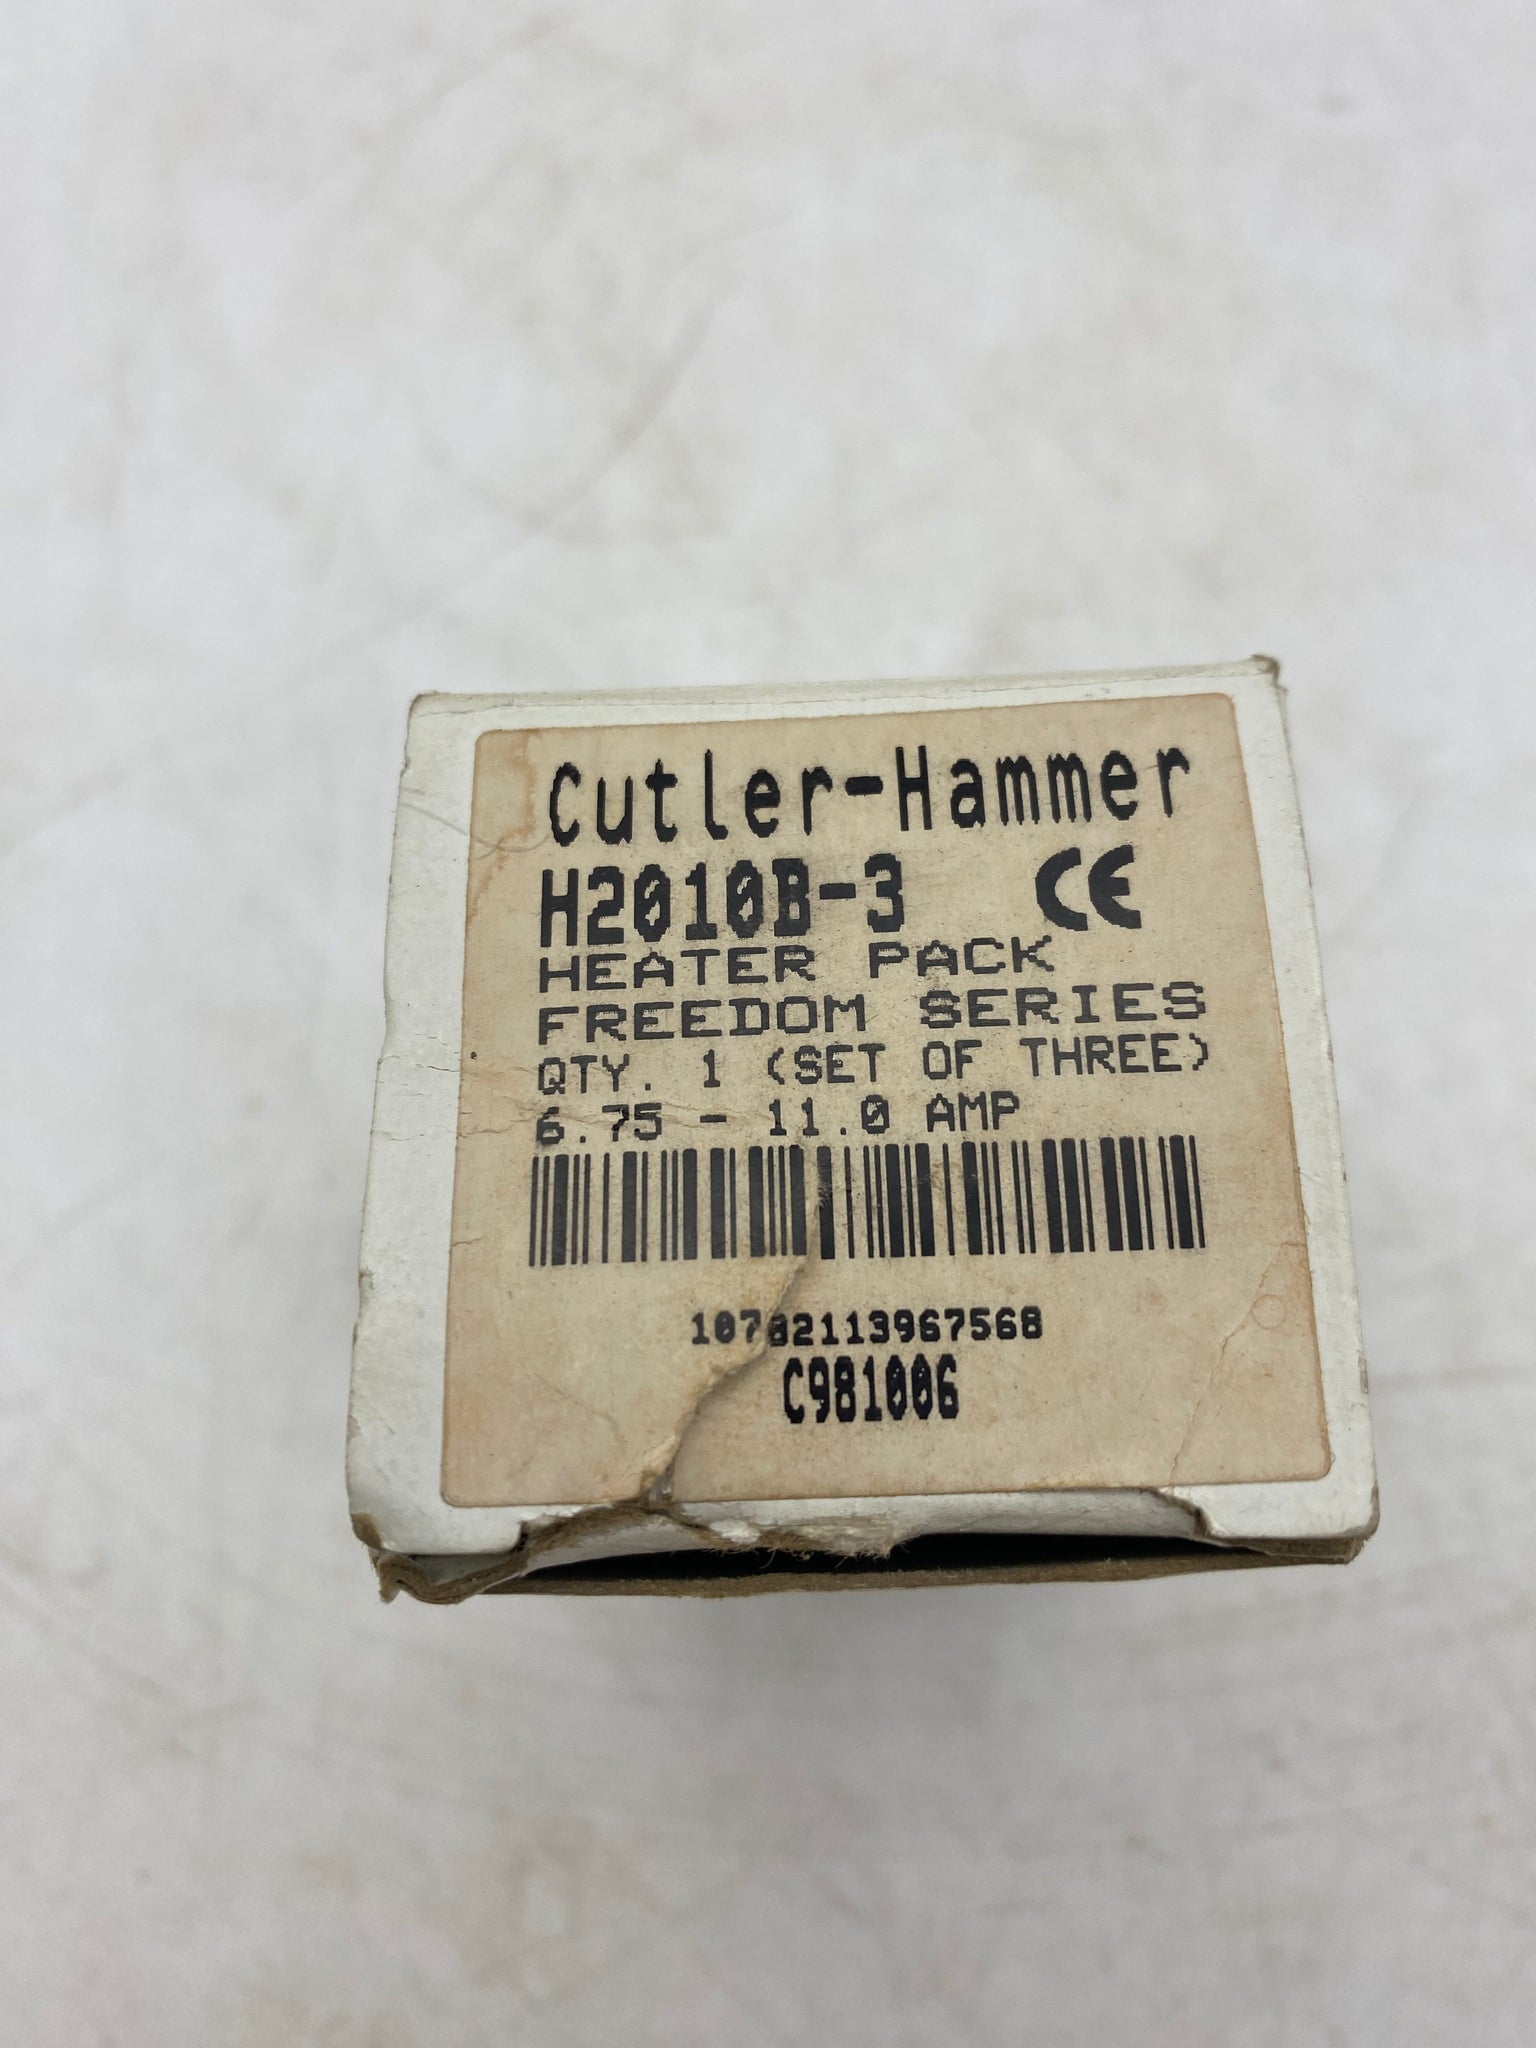 Cutler-Hammer
H2010B-3 CE
HEATER PACK
FREEDOM SERIES
QTY. 1 (SET OF THREE)
6.75 - 11.0 AMP
10782113967568
C981006